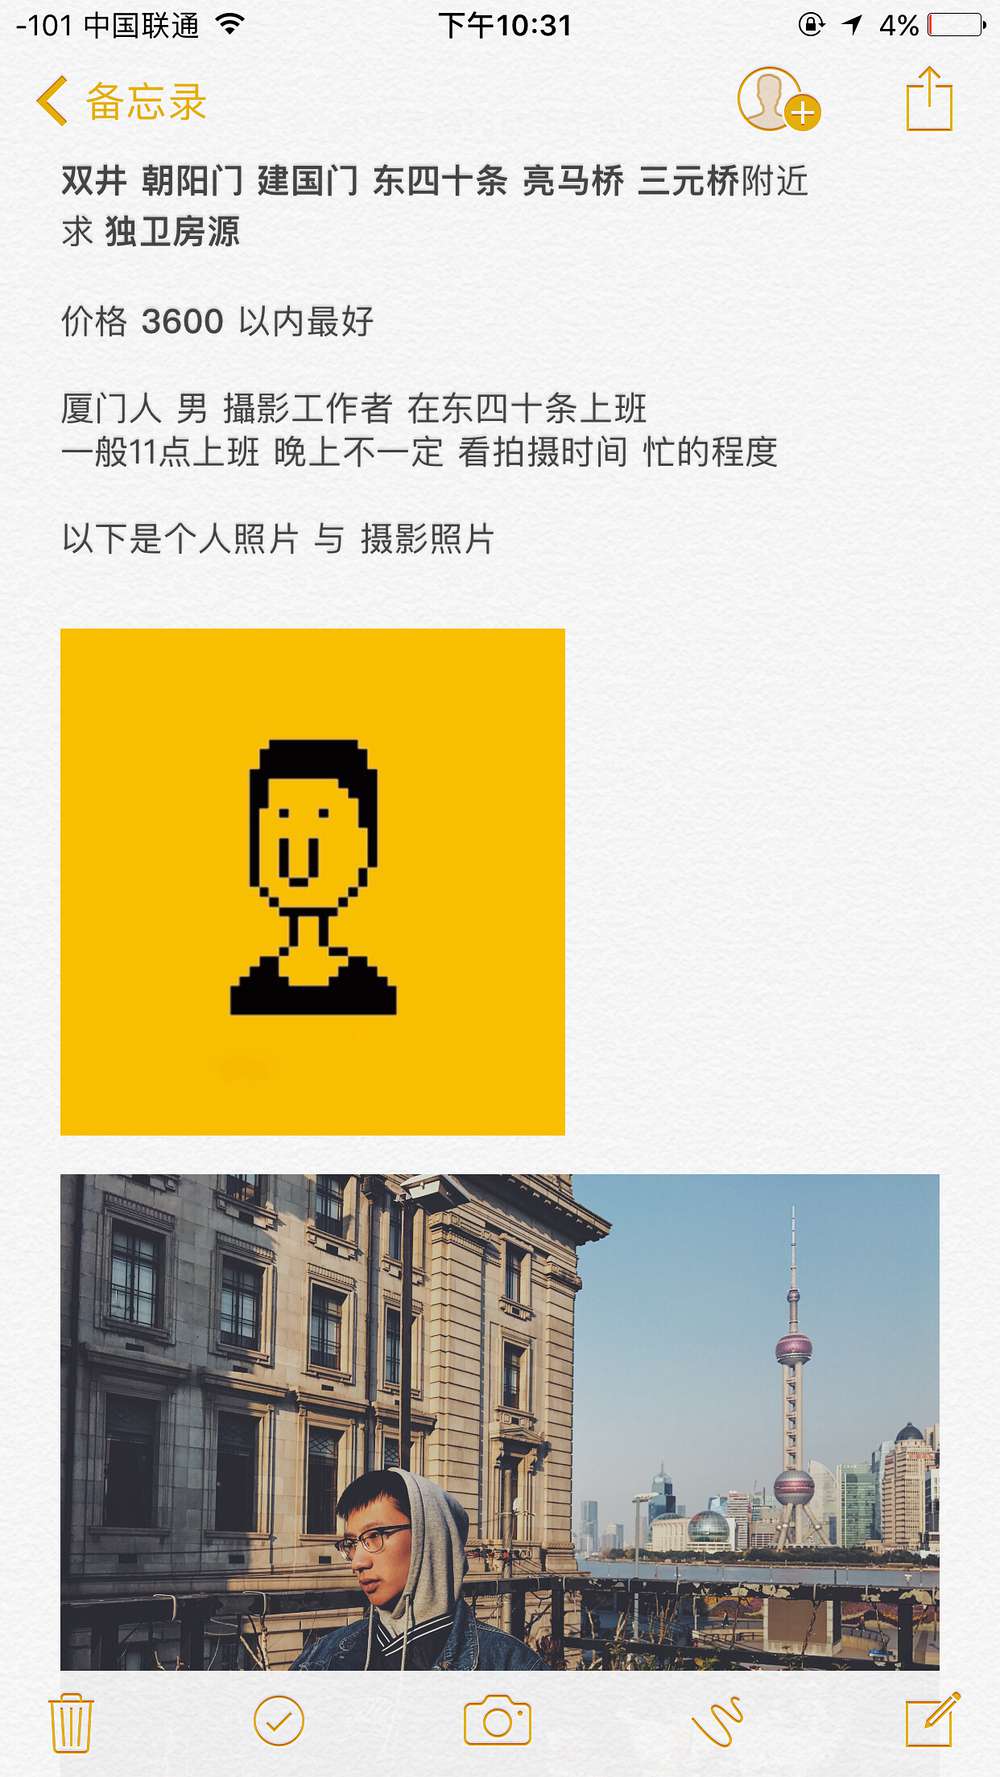 -101 中国联通 下午10:31 4%
备忘录
双井 朝阳门 建国门 东四十条 亮马桥 三元桥附近
求 独卫房源
价格 3600 以内最好
厦门人 男 攝影工作者 在东四十条上班
一般11点上班 晚上不一定 看拍摄时间 忙的程度
以下是个人照片 与 摄影照片